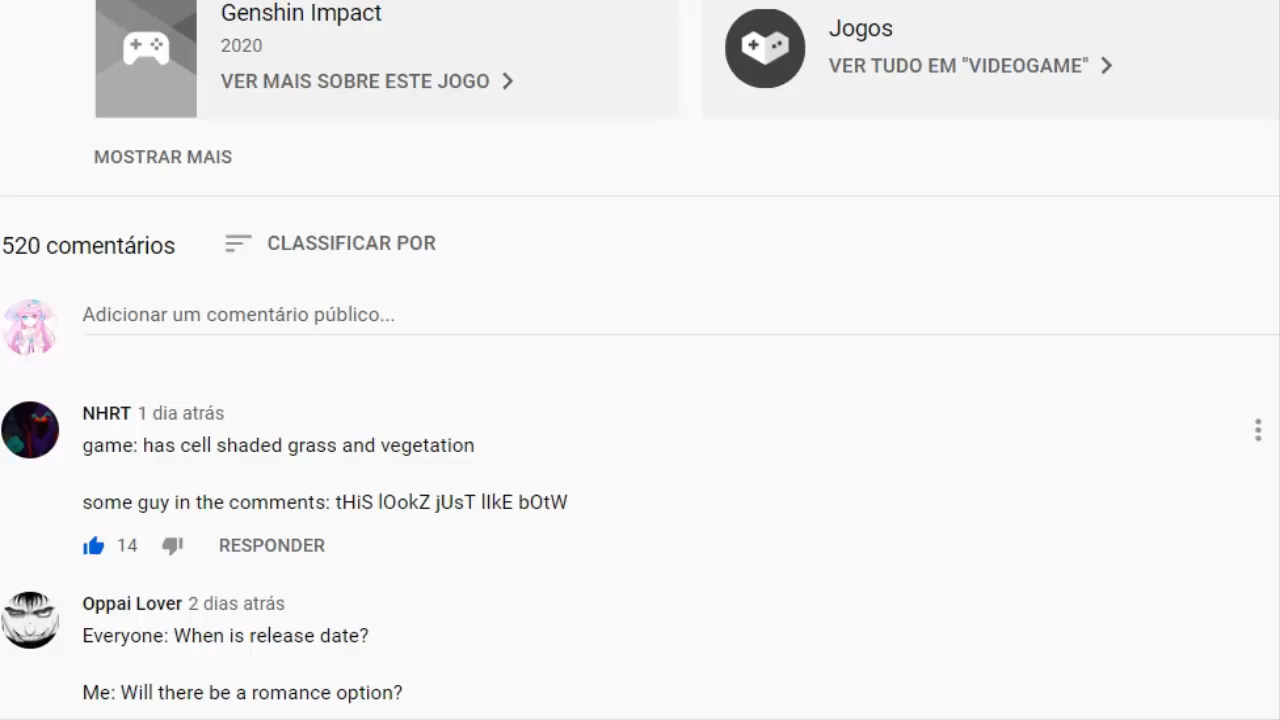 Genshin Impact
2020
VER MAIS SOBRE ESTE JOGO
Jogos
VER TUDO EM "VIDEOGAME"
MOSTRAR MAIS
520 comentários
CLASSIFICAR POR
Adicionar um comentário público...
NHRT 1 dia atrás
game: has cell shaded grass and vegetation
some guy in the comments: tHiS lOokZ jUsT lIkE bOtW
14
RESPONDER
Oppai Lover 2 dias atrás
Everyone: When is release date?
Me: Will there be a romance option?